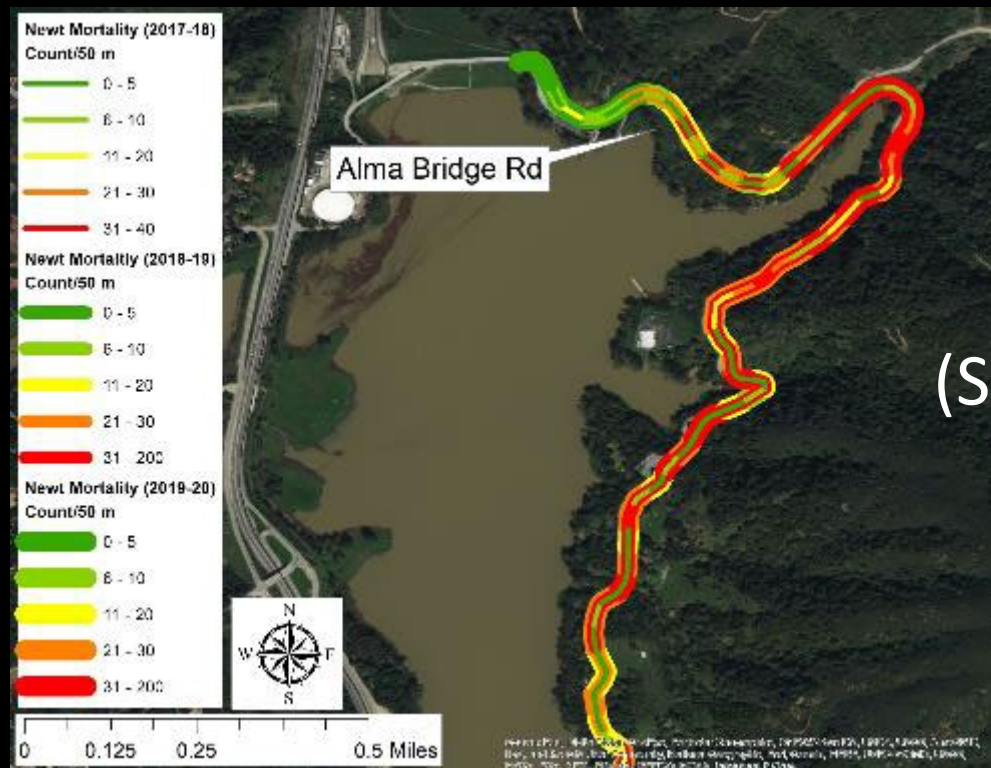 Newt Mortality (2017-18)
Count/50 m
0 - 5
6 - 10
11 - 20
21 - 30
31 - 40
Newt Mortaltiy (2018-19)
Count/50 m
0 - 5
6 - 10
11 - 20
21 - 30
31 - 200
Newt Mortality (2019-20)
Count/50 m
0 - 5
6 - 10
11 - 20
21 - 30
31 - 200
Alma Bridge Rd
(S
N
W E
S
0 0.125 0.25 0.5 Miles